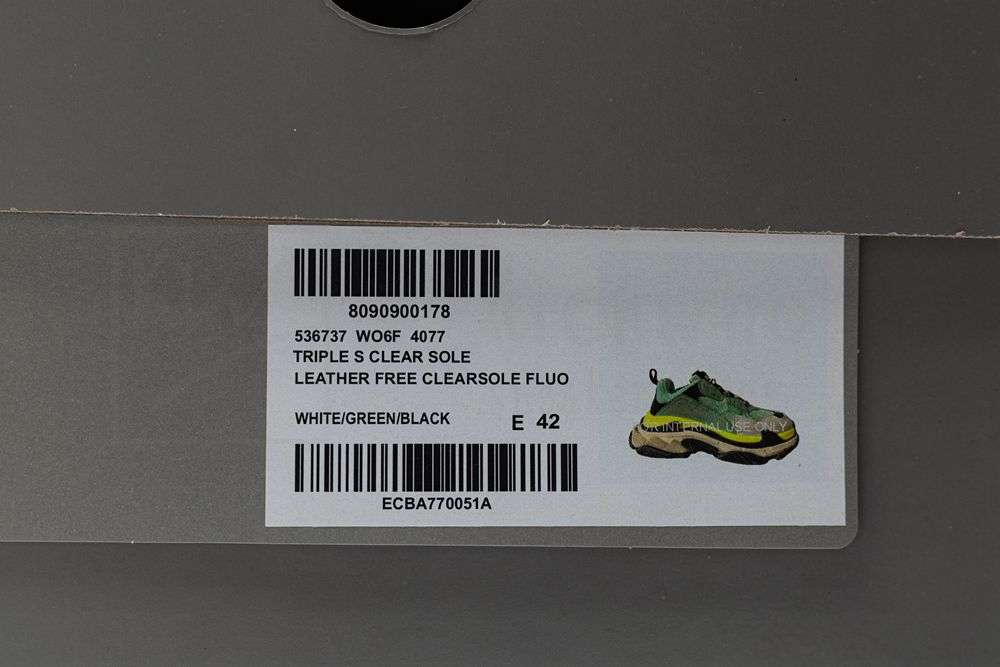 8090900178
536737 WO6F 4077
TRIPLE S CLEAR SOLE
LEATHER FREE CLEARSOLE FLUO
WHITE/GREEN/BLACK E 42
ECBA770051A
INTERNAL USE ONLY